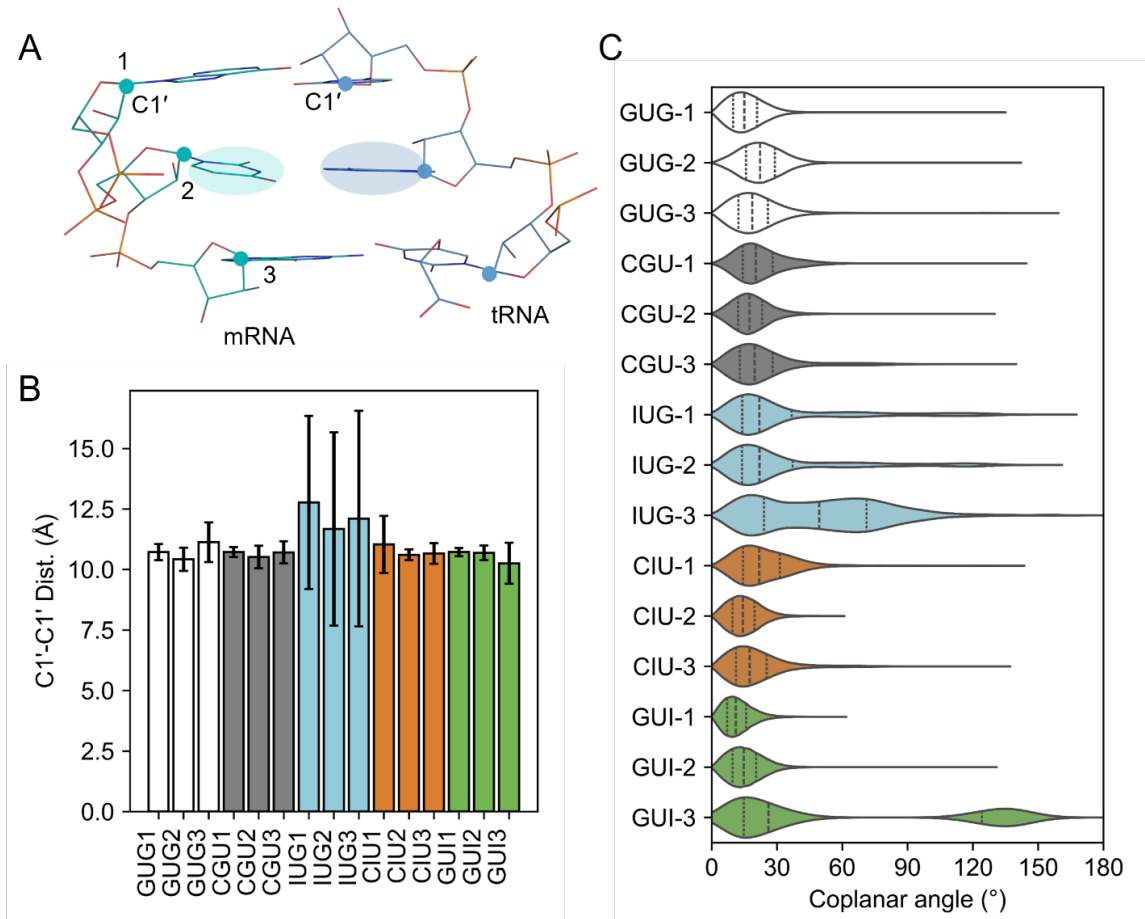 A
1
C1′
C1′
2
3
mRNA
tRNA
B
C1'-C1' Dist. (Å)
15.0
12.5
10.0
7.5
5.0
2.5
0.0
GUG1
GUG2
GUG3
CGU1
CGU2
CGU3
IUG1
IUG2
IUG3
CIU1
CIU2
CIU3
GUI1
GUI2
GUI3
C
GUG-1
GUG-2
GUG-3
CGU-1
CGU-2
CGU-3
IUG-1
IUG-2
IUG-3
CIU-1
CIU-2
CIU-3
GUI-1
GUI-2
GUI-3
0 30 60 90 120 150 180
Coplanar angle (°)